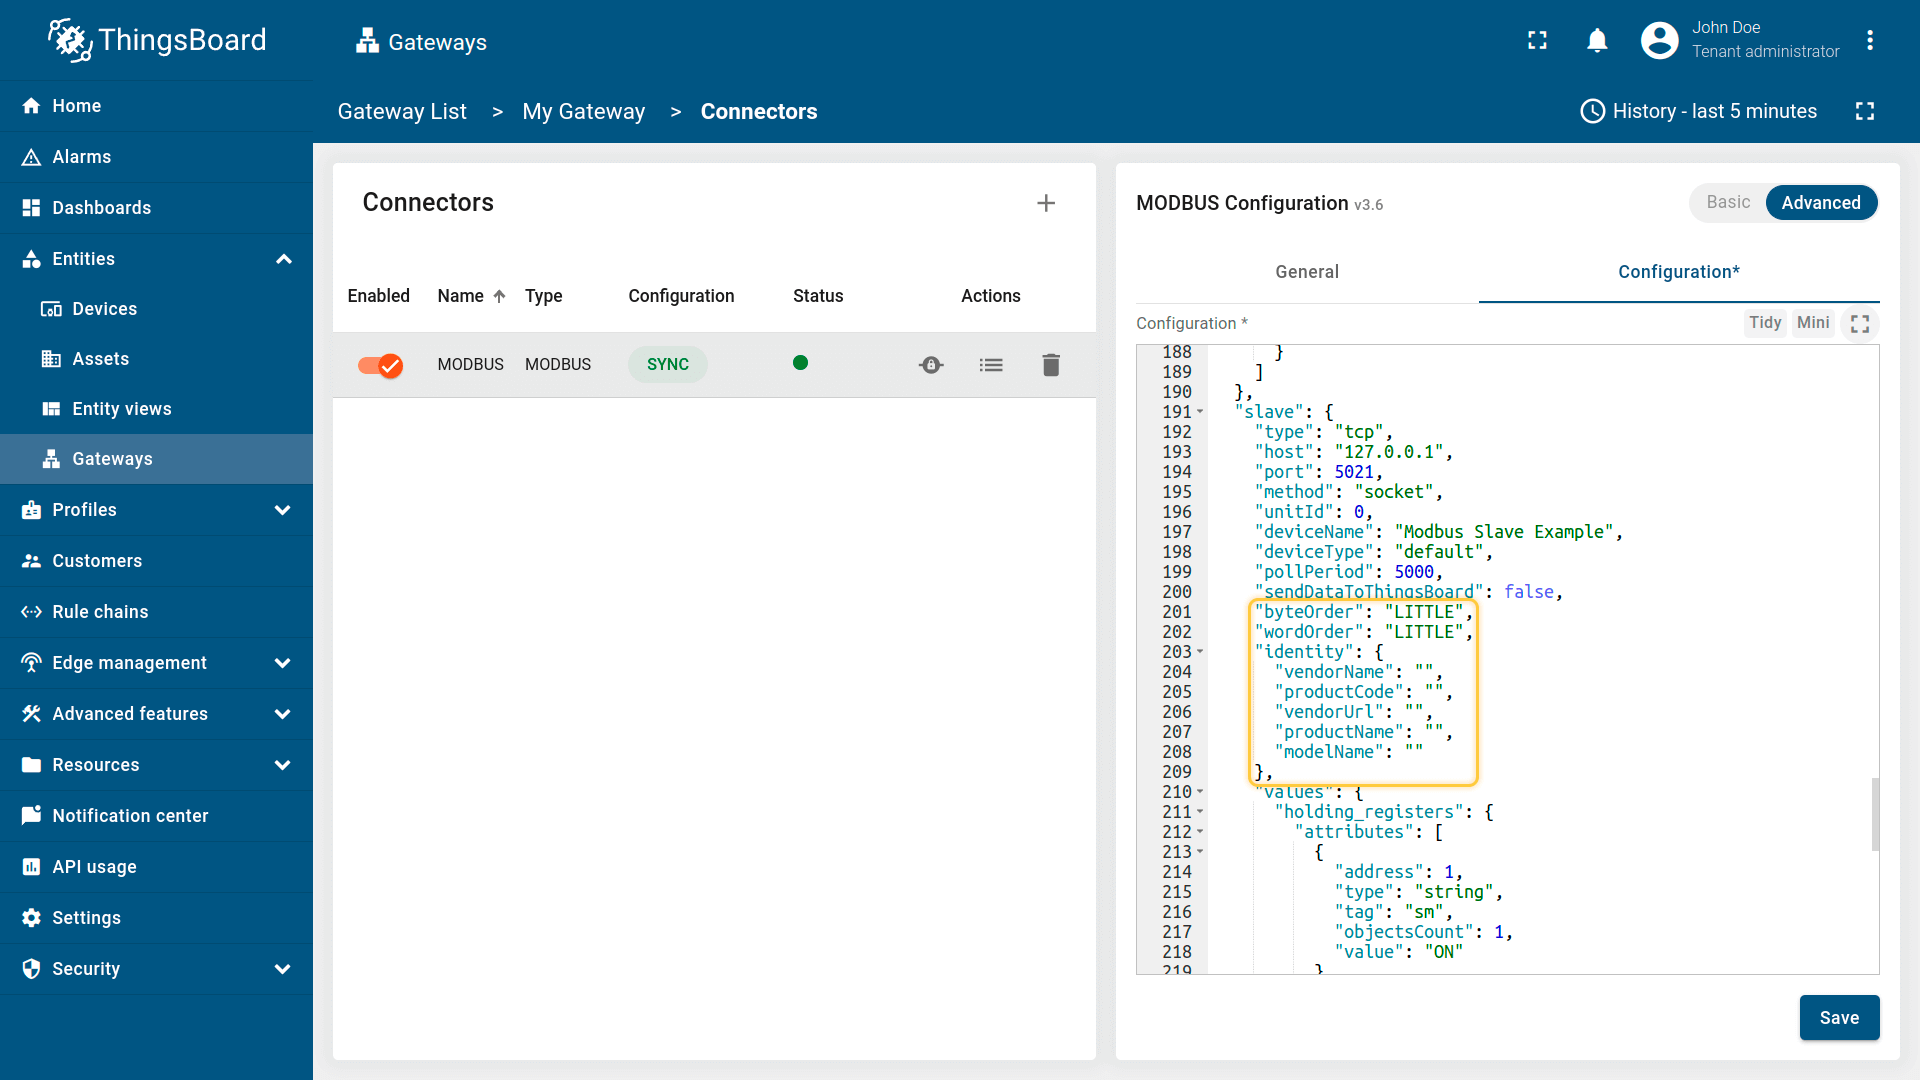 ThingsBoard
Gateways
John Doe
Tenant administrator
Home
Alarms
Dashboards
Entities
Devices
Assets
Entity views
Gateways
Profiles
Customers
Rule chains
Edge management
Advanced features
Resources
Notification center
API usage
Settings
Security
Gateway List > My Gateway > Connectors
History - last 5 minutes
Connectors
Enabled Name Type Configuration Status Actions
MODBUS MODBUS SYNC
MODBUS Configuration v3.6
Basic Advanced
General Configuration*
Configuration *
Tidy Mini
188 }
189 ]
190 },
191 "slave": {
192 "type": "tcp",
193 "host": "127.0.0.1",
194 "port": 5021,
195 "method": "socket",
196 "unitId": 0,
197 "deviceName": "Modbus Slave Example",
198 "deviceType": "default",
199 "pollPeriod": 5000,
200 "sendDataToThingsBoard": false,
201 "byteOrder": "LITTLE",
202 "wordOrder": "LITTLE",
203 "identity": {
204 "vendorName": "",
205 "productCode": "",
206 "vendorUrl": "",
207 "productName": "",
208 "modelName": ""
209 },
210 "values": {
211 "holding_registers": {
212 "attributes": [
213 {
214 "address": 1,
215 "type": "string",
216 "tag": "sm",
217 "objectsCount": 1,
218 "value": "ON"
219 }
Save